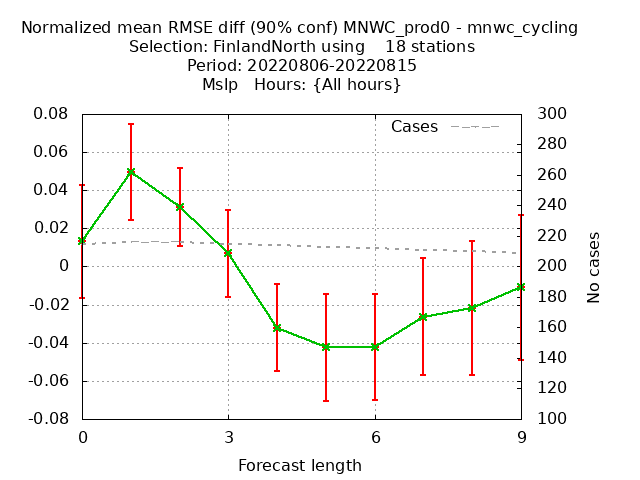 Normalized mean RMSE diff (90% conf) MNWC_prod0 - mnwc_cycling
Selection: FinlandNorth using    18 stations
Period: 20220806-20220815
Mslp   Hours: {All hours}
Cases
0.08
0.06
0.04
0.02
0
-0.02
-0.04
-0.06
-0.08
300
280
260
240
220
200
180
160
140
120
100
No cases
0 3 6 9
Forecast length